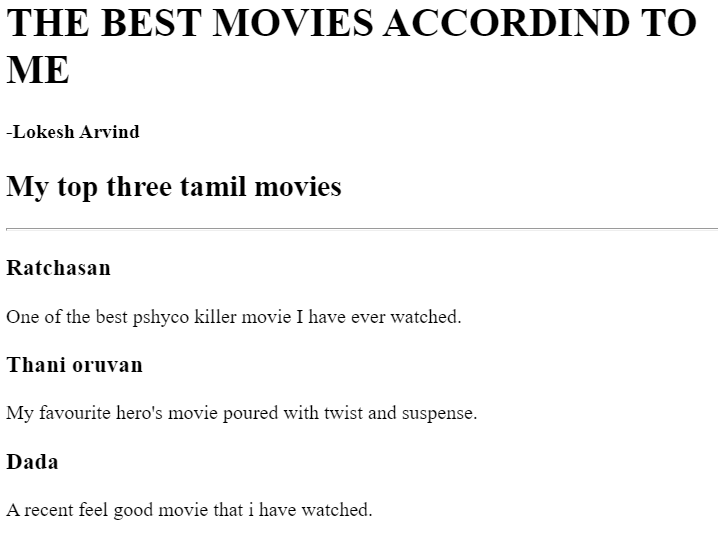 THE BEST MOVIES ACCORDIND TO
ME
-Lokesh Arvind
My top three tamil movies
Ratchasan
One of the best pshyco killer movie I have ever watched.
Thani oruvan
My favourite hero's movie poured with twist and suspense.
Dada
A recent feel good movie that i have watched.